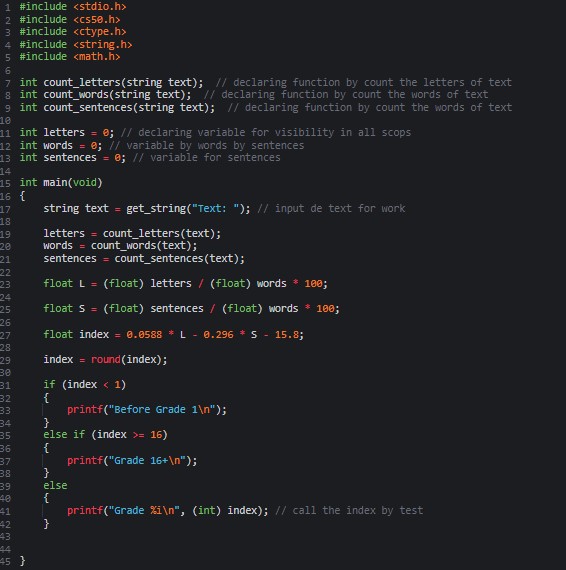 1 #include <stdio.h>
2 #include <cs50.h>
3 #include <ctype.h>
4 #include <string.h>
5 #include <math.h>
6
7 int count_letters(string text);  // declaring function by count the letters of text
8 int count_words(string text);  // declaring function by count the words of text
9 int count_sentences(string text);  // declaring function by count the words of text
10
11 int letters = 0; // declaring variable for visibility in all scops
12 int words = 0; // variable by words by sentences
13 int sentences = 0; // variable for sentences
14
15 int main(void)
16 {
17     string text = get_string("Text: "); // input de text for work
18
19     letters = count_letters(text);
20     words = count_words(text);
21     sentences = count_sentences(text);
22
23     float L = (float) letters / (float) words * 100;
24
25     float S = (float) sentences / (float) words * 100;
26
27     float index = 0.0588 * L - 0.296 * S - 15.8;
28
29     index = round(index);
30
31     if (index < 1)
32     {
33         printf("Before Grade 1\n");
34     }
35     else if (index >= 16)
36     {
37         printf("Grade 16+\n");
38     }
39     else
40     {
41         printf("Grade %i\n", (int) index); // call the index by test
42     }
43
44
45 }